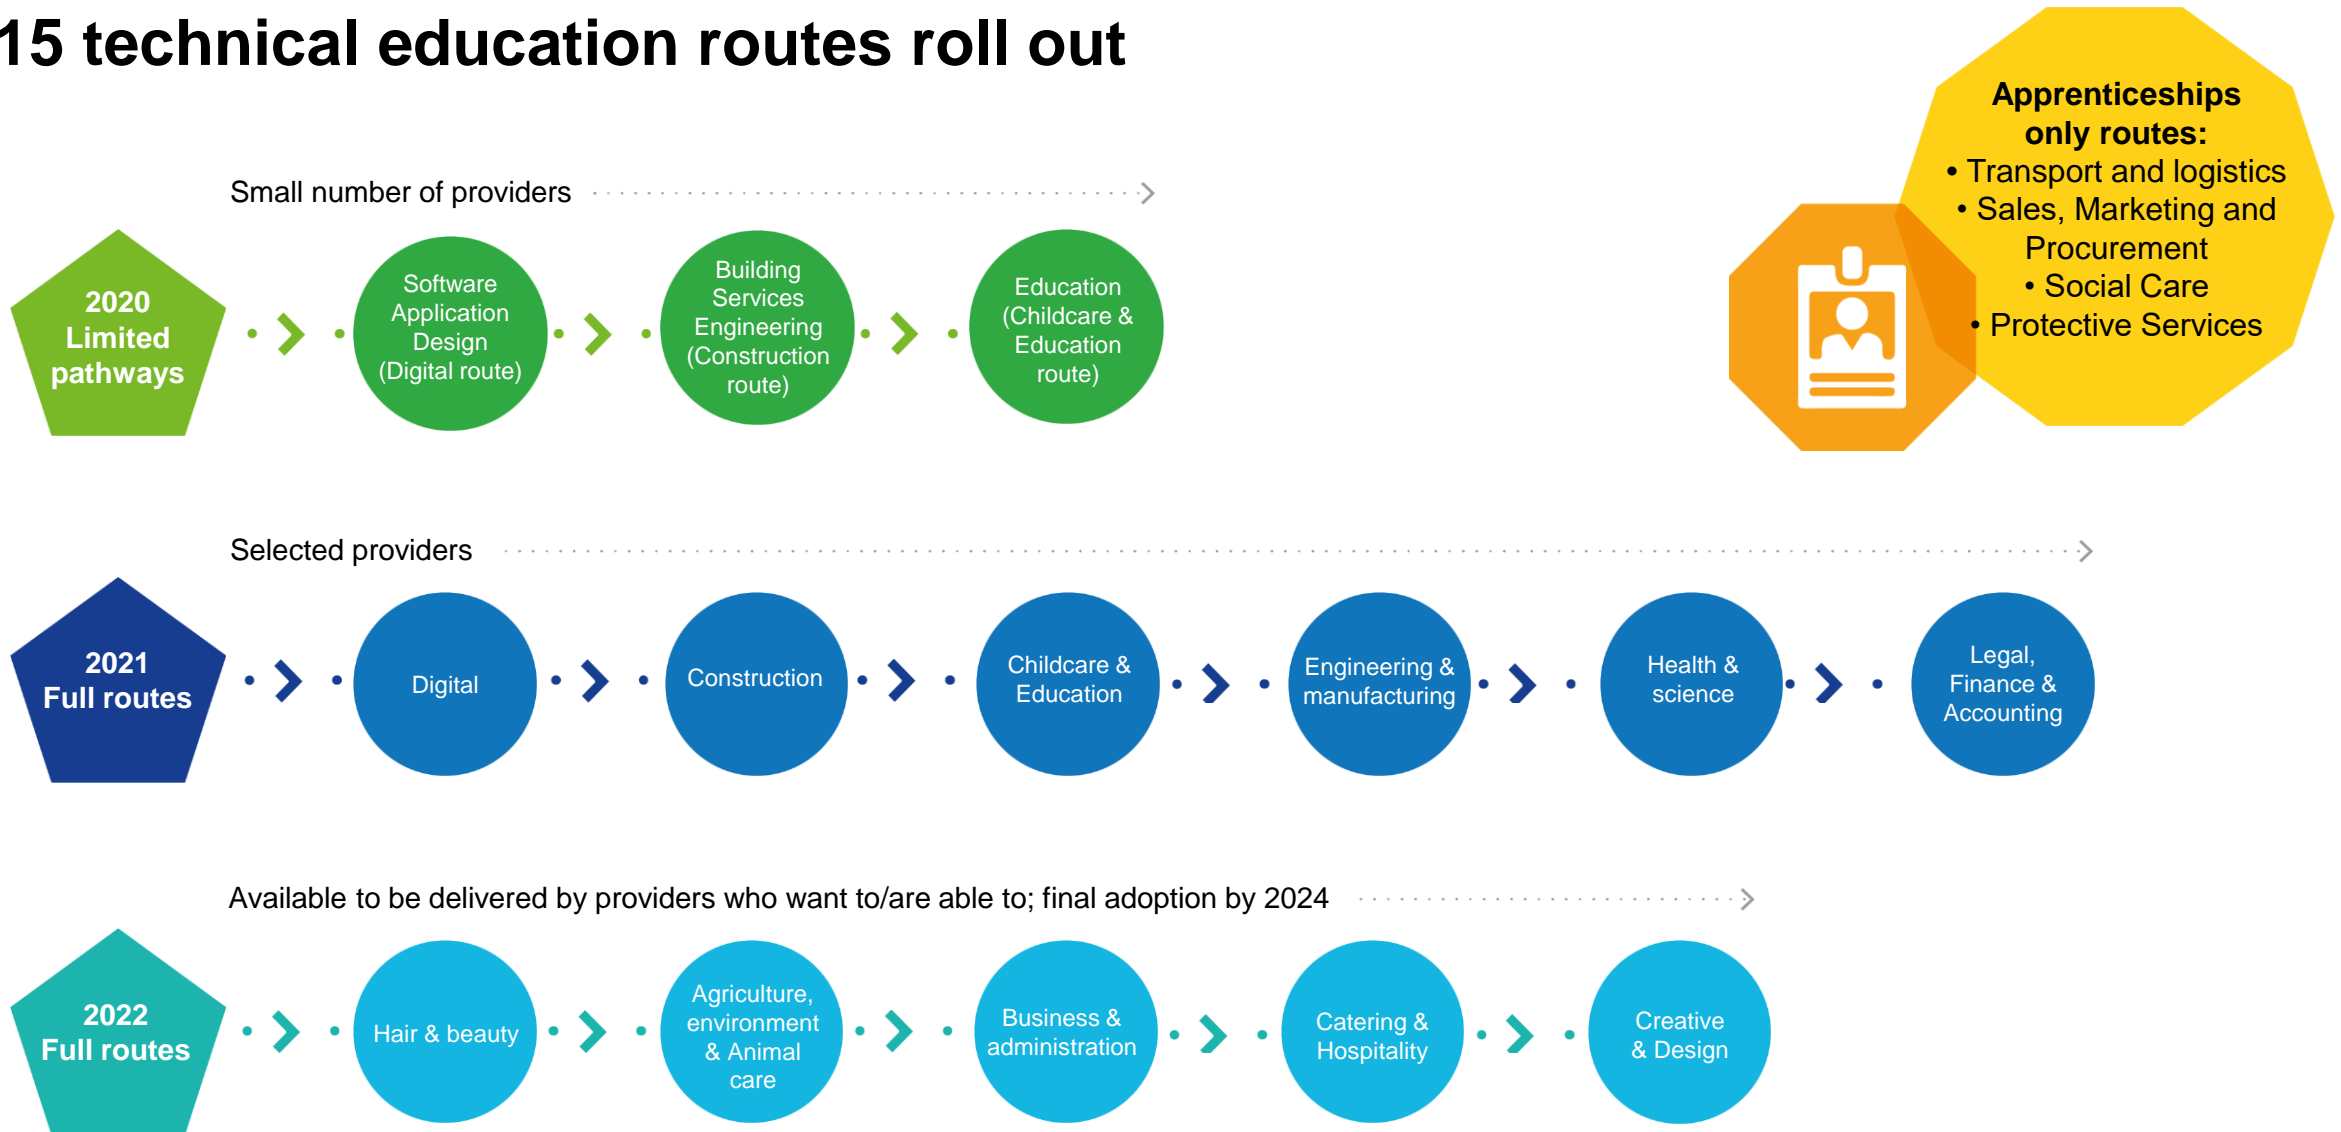 15 technical education routes roll out
Apprenticeships
only routes:
• Transport and logistics
• Sales, Marketing and
Procurement
• Social Care
• Protective Services
Small number of providers
2020
Limited
pathways
Software
Application
Design
(Digital route)
Building
Services
Engineering
(Construction
route)
Education
(Childcare &
Education
route)
Selected providers
2021
Full routes
Digital
Construction
Childcare &
Education
Engineering &
manufacturing
Health &
science
Legal,
Finance &
Accounting
Available to be delivered by providers who want to/are able to; final adoption by 2024
2022
Full routes
Hair & beauty
Agriculture,
environment
& Animal
care
Business &
administration
Catering &
Hospitality
Creative
& Design